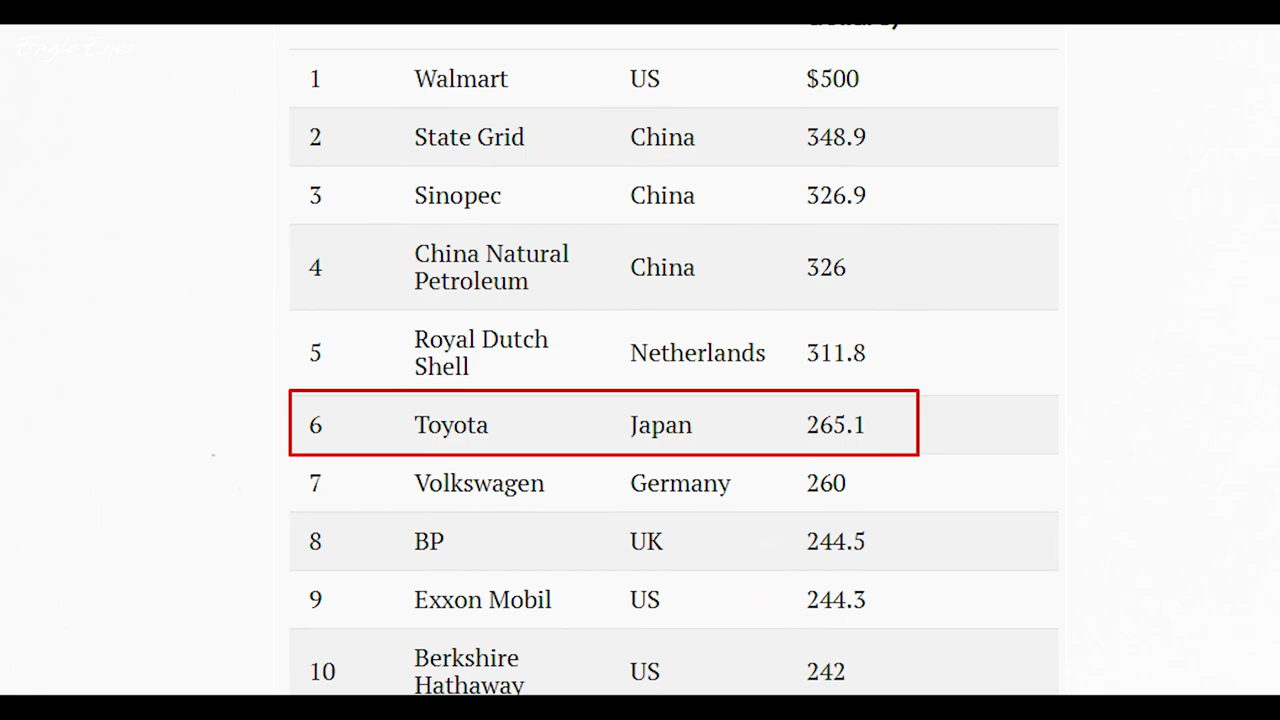 Eagle Eyes
1 Walmart US $500
2 State Grid China 348.9
3 Sinopec China 326.9
4 China Natural Petroleum China 326
5 Royal Dutch Shell Netherlands 311.8
6 Toyota Japan 265.1
7 Volkswagen Germany 260
8 BP UK 244.5
9 Exxon Mobil US 244.3
10 Berkshire Hathaway US 242